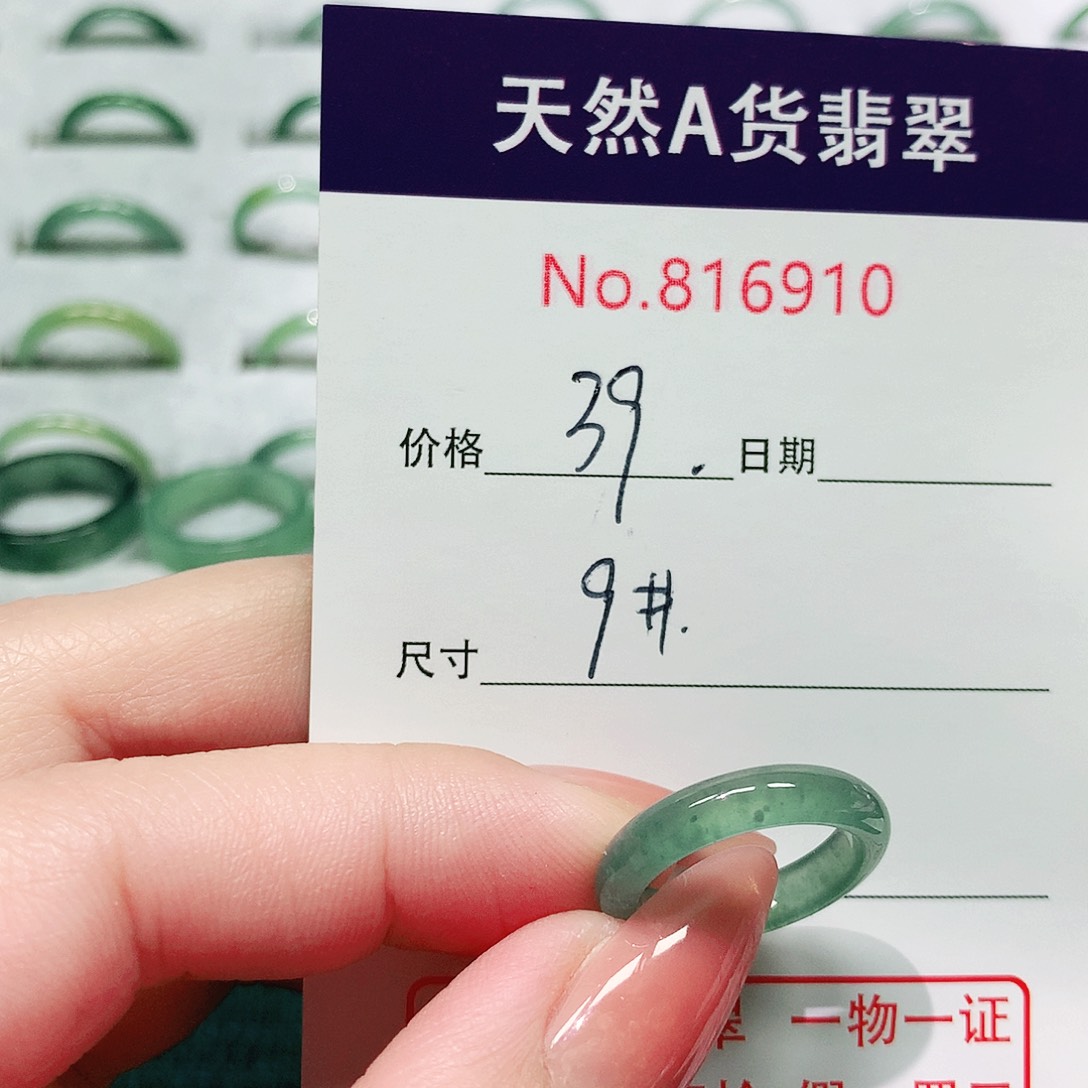 天然A货翡翠
No.816910
价格 39. 日期
尺寸 9#.
一物一证